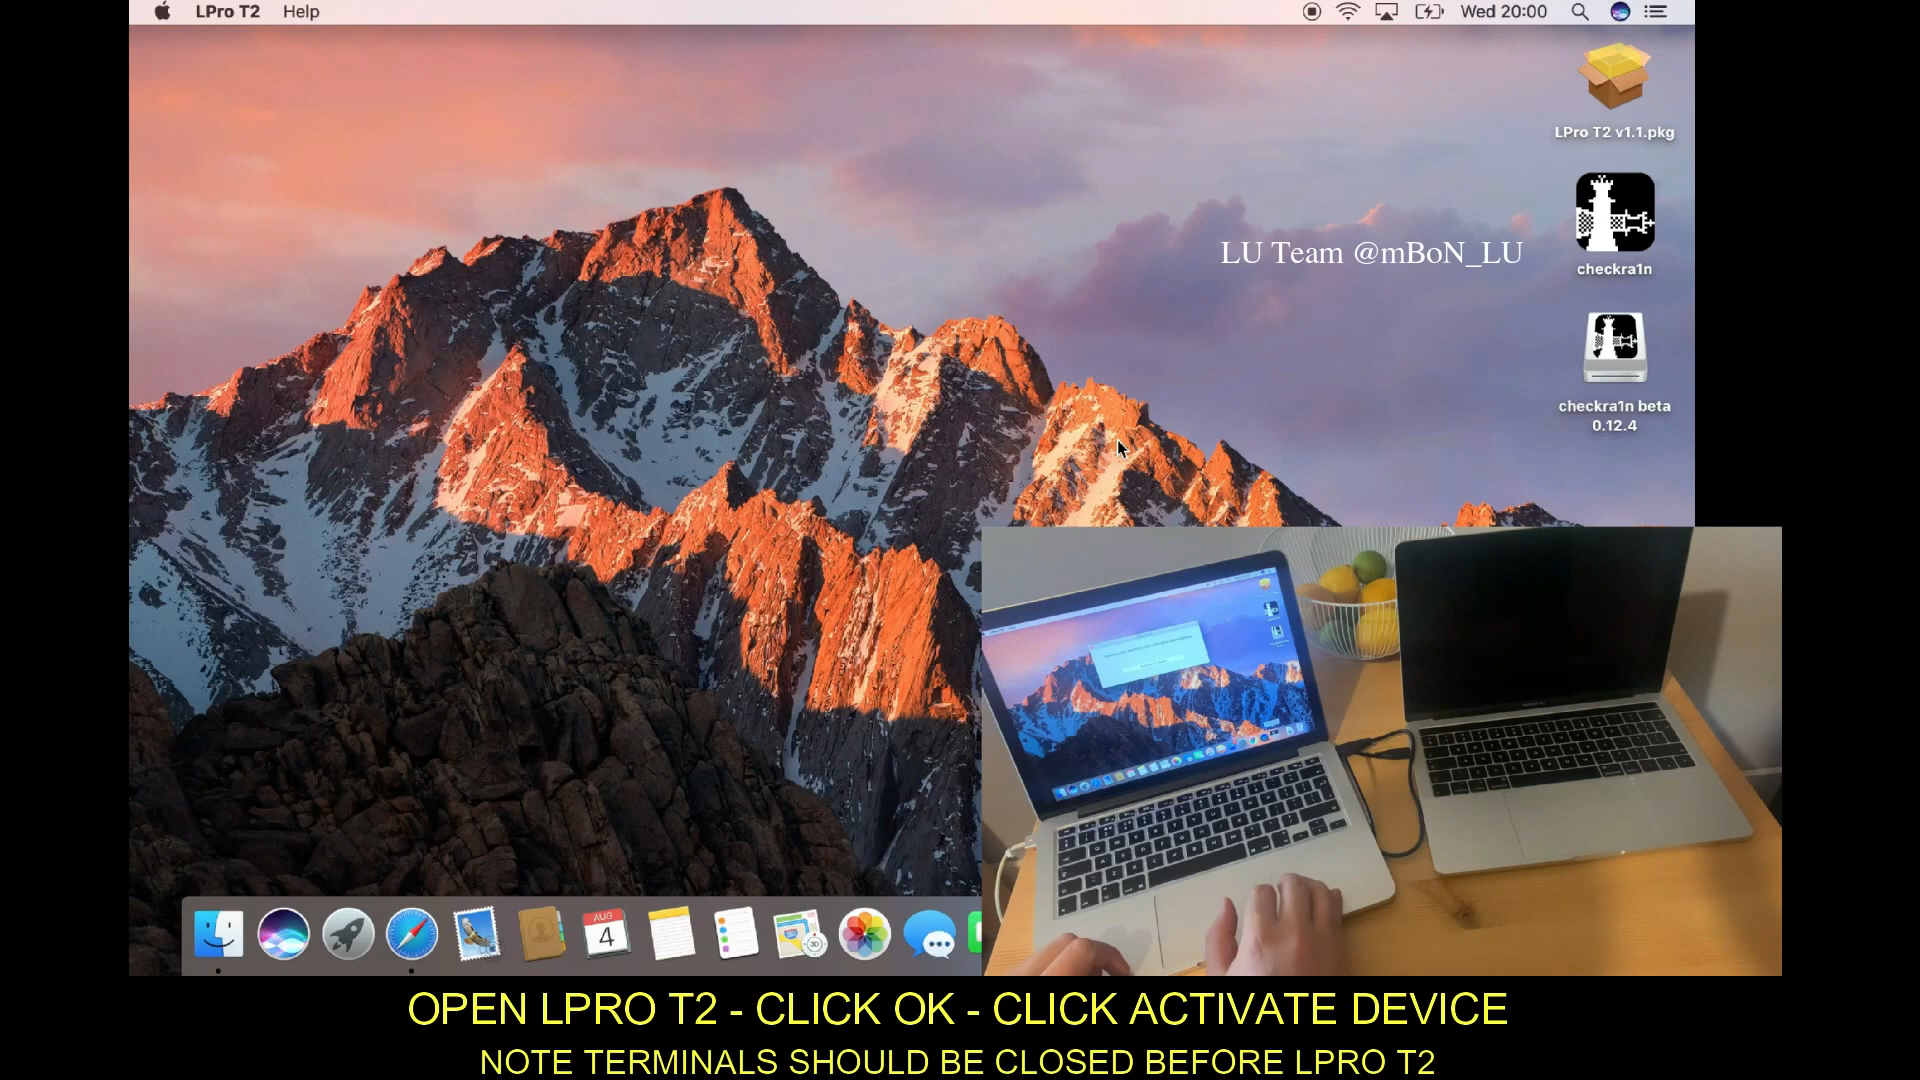 LPro T2 Help
Wed 20:00
LPro T2 v1.1.pkg
LU Team @mBoN_LU
checkra1n
checkra1n beta
0.12.4
AUG
4
3D
OPEN LPRO T2 - CLICK OK - CLICK ACTIVATE DEVICE
NOTE TERMINALS SHOULD BE CLOSED BEFORE LPRO T2